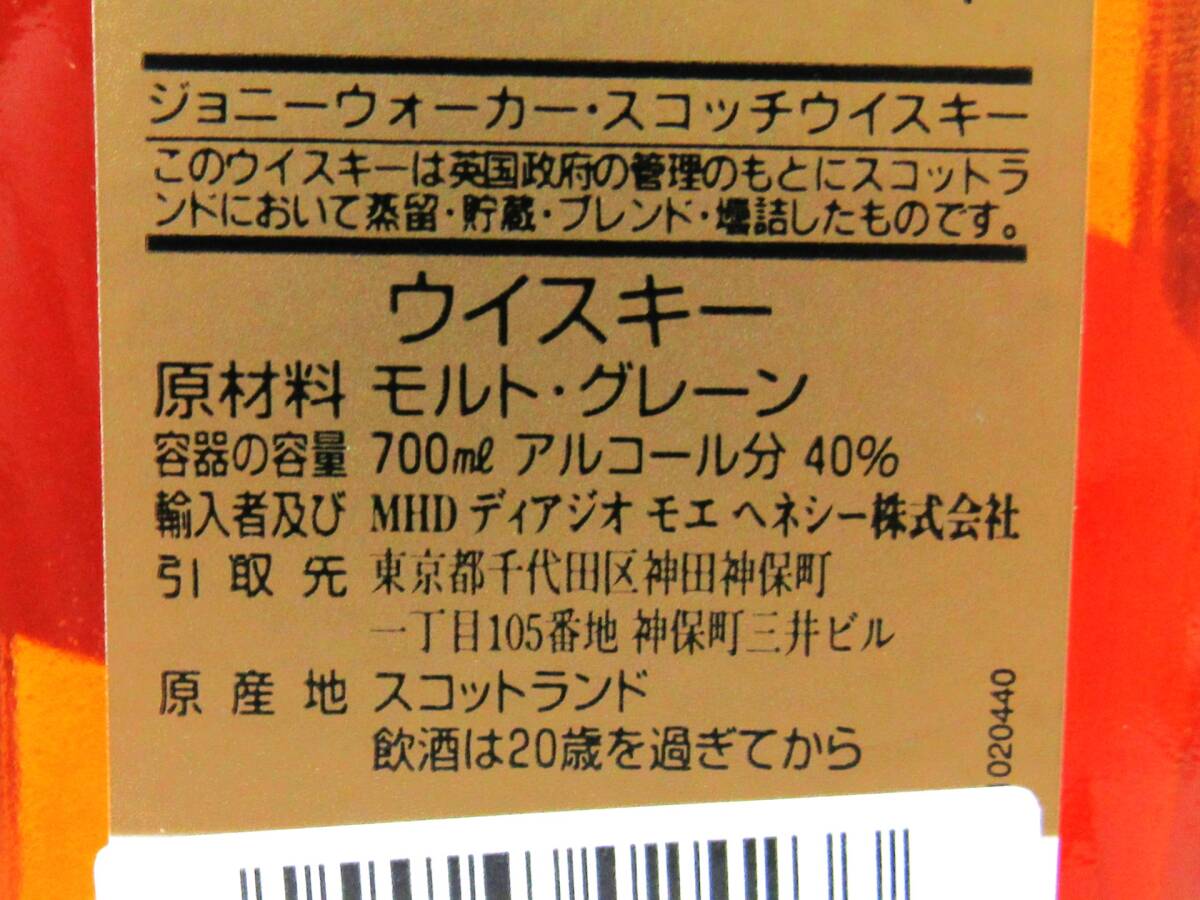 ジョニーウォーカー・スコッチウイスキー
このウイスキーは英国政府の管理のもとにスコットラ
ンドにおいて蒸留・貯蔵・ブレンド・壜詰したものです。
ウイスキー
原材料 モルト・グレーン
容器の容量 700ml アルコール分 40%
輸入者及び MHD ディアジオ モエ ヘネシー株式会社
引取先 東京都千代田区神田神保町
一丁目105番地 神保町三井ビル
原産地 スコットランド
飲酒は20歳を過ぎてから
1020440